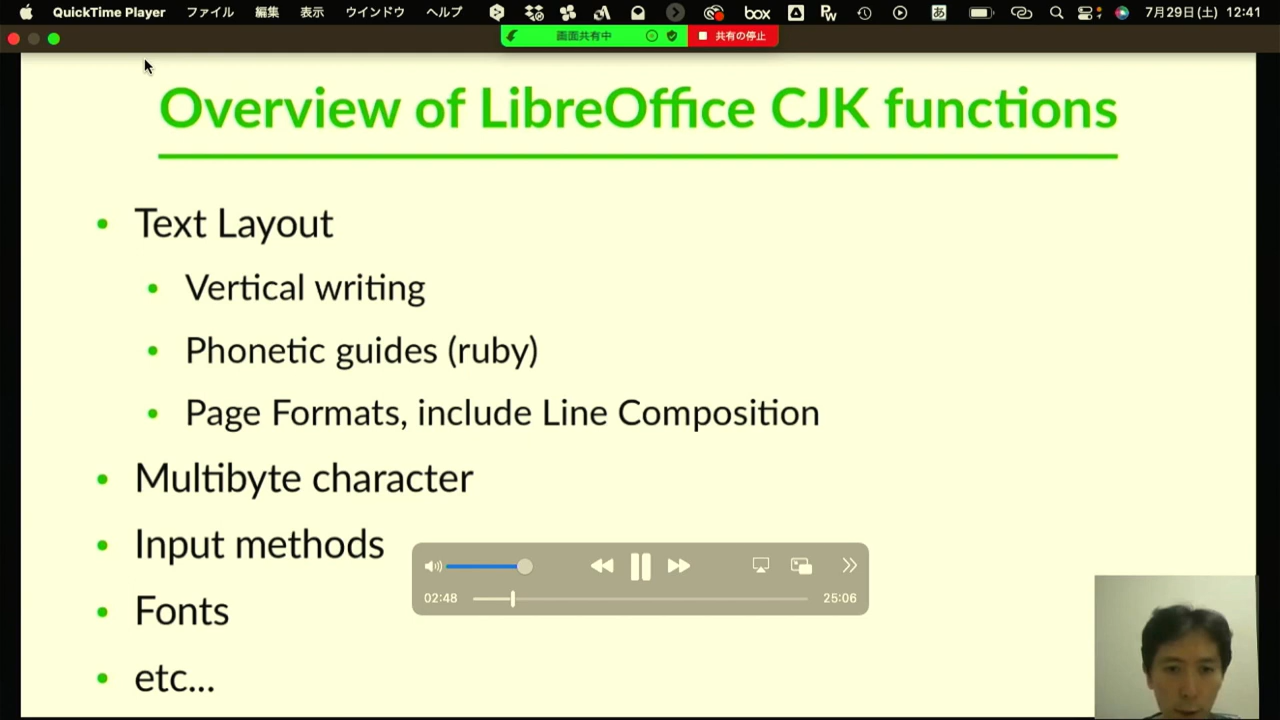 QuickTime Player ファイル 編集 表示 ウインドウ ヘルプ box あ 7月29日(土) 12:41
画面共有中 共有の停止
Overview of LibreOffice CJK functions
Text Layout
Vertical writing
Phonetic guides (ruby)
Page Formats, include Line Composition
Multibyte character
Input methods
Fonts
etc...
02:48 25:06